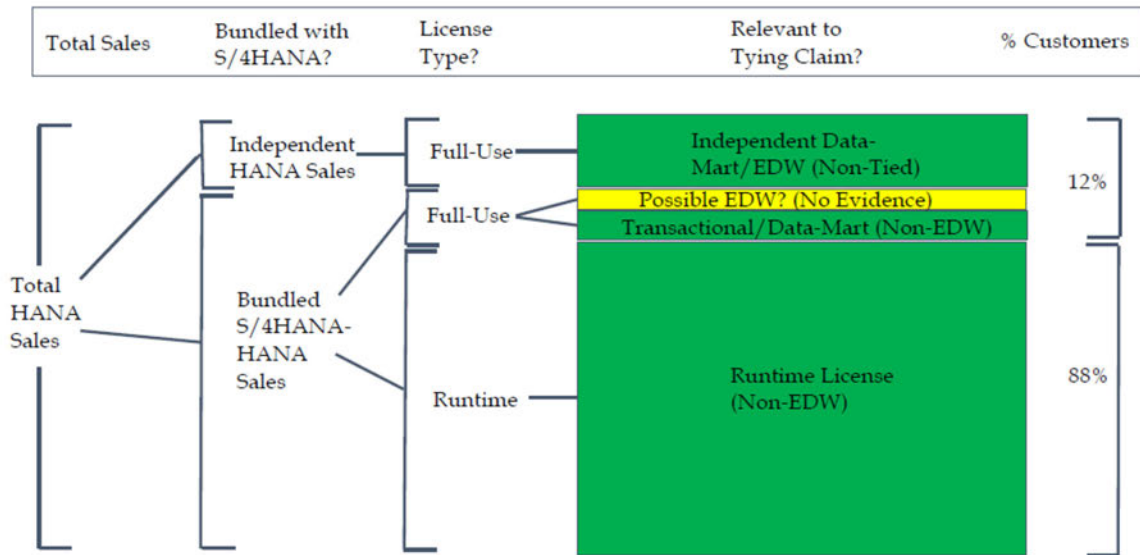 Total Sales
Bundled with
S/4HANA?
License
Type?
Relevant to
Tying Claim?
% Customers
Independent
HANA Sales
Full-Use
Independent Data-
Mart/EDW (Non-Tied)
12%
Full-Use
Possible EDW? (No Evidence)
Transactional/Data-Mart (Non-EDW)
Total
HANA
Sales
Bundled
S/4HANA-
HANA
Sales
Runtime
Runtime License
(Non-EDW)
88%